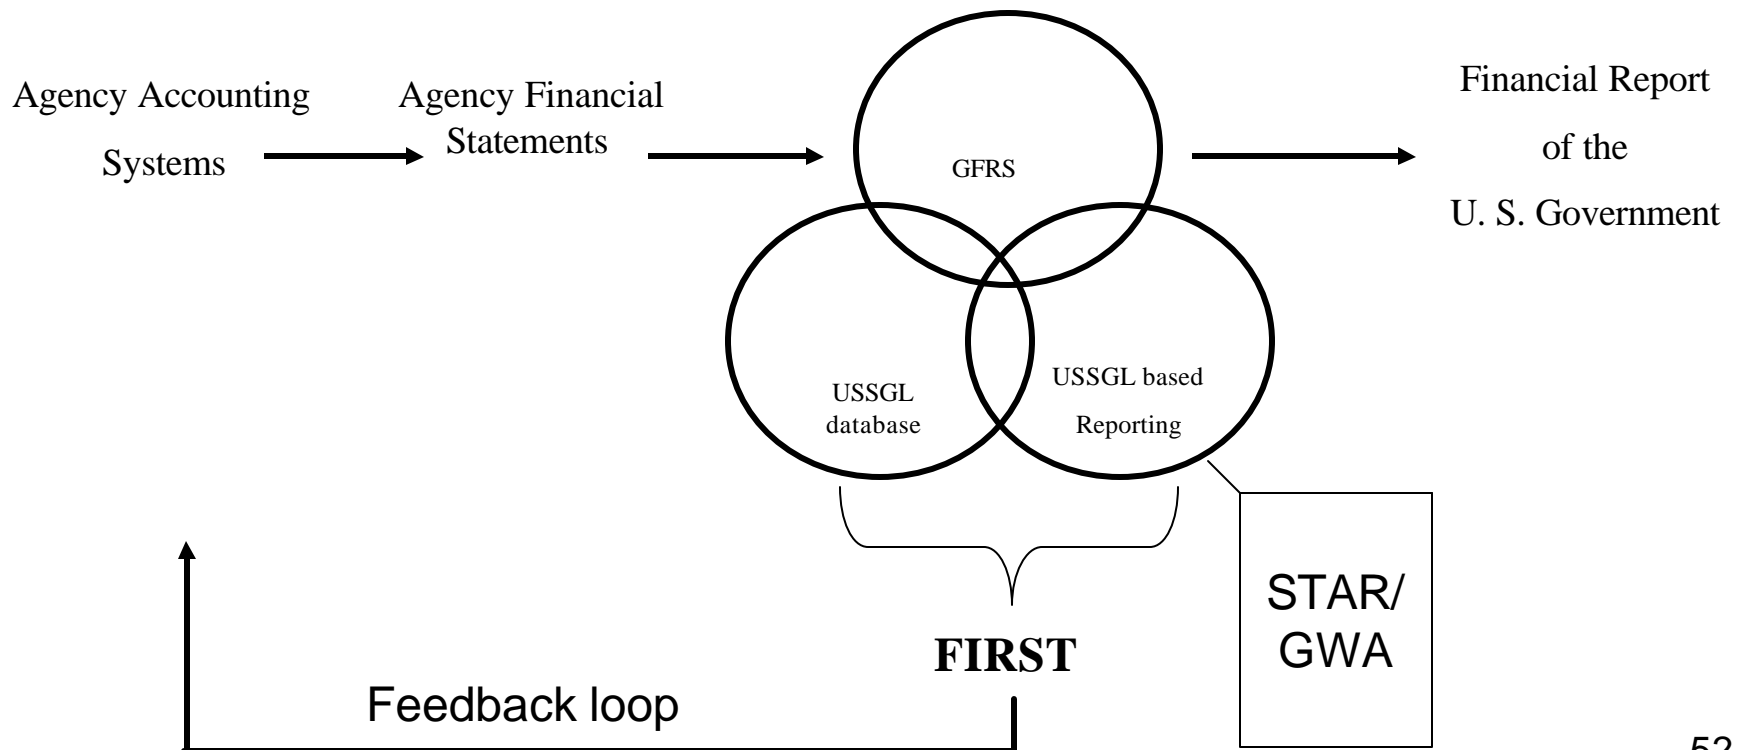 Agency Accounting
Systems
Agency Financial
Statements
GFRS
Financial Report
of the
U. S. Government
USSGL
database
USSGL based
Reporting
STAR/
GWA
FIRST
Feedback loop
52